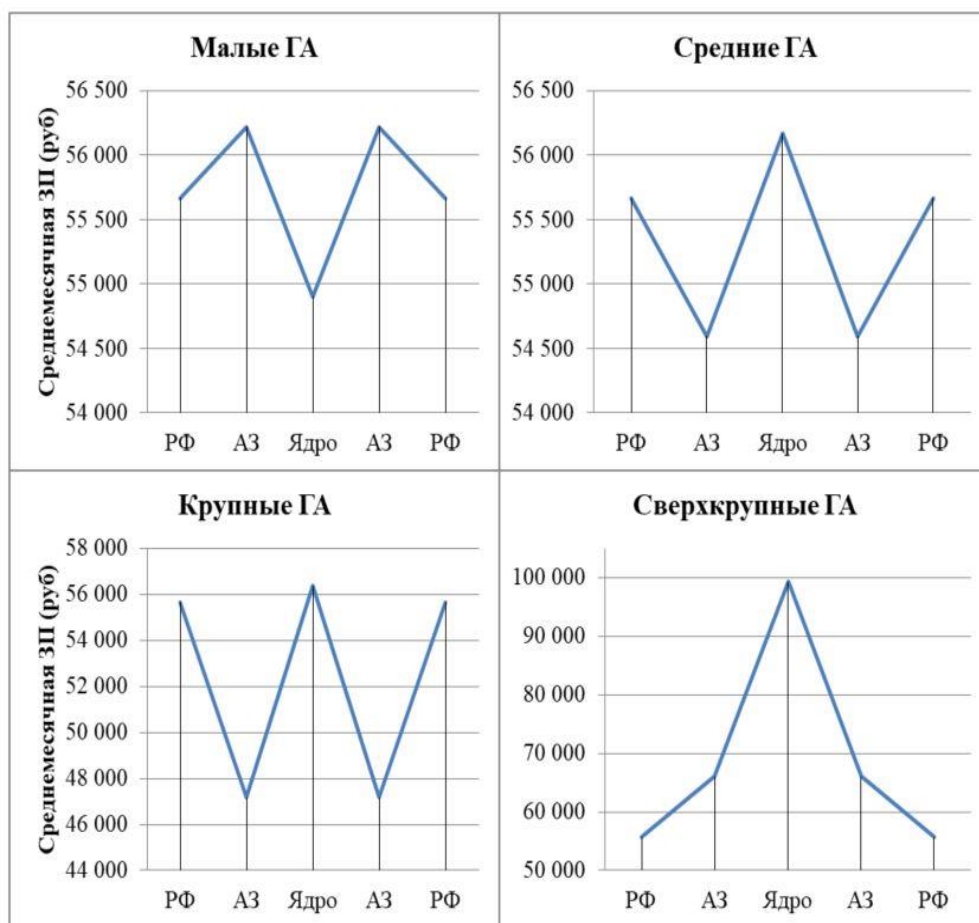 Малые ГА
Среднемесячная ЗП (руб)
56 500
56 000
55 500
55 000
54 500
54 000
РФ АЗ Ядро АЗ РФ
Средние ГА
56 500
56 000
55 500
55 000
54 500
54 000
РФ АЗ Ядро АЗ РФ
Крупные ГА
Среднемесячная ЗП (руб)
58 000
56 000
54 000
52 000
50 000
48 000
46 000
44 000
РФ АЗ Ядро АЗ РФ
Сверхкрупные ГА
100 000
90 000
80 000
70 000
60 000
50 000
РФ АЗ Ядро АЗ РФ